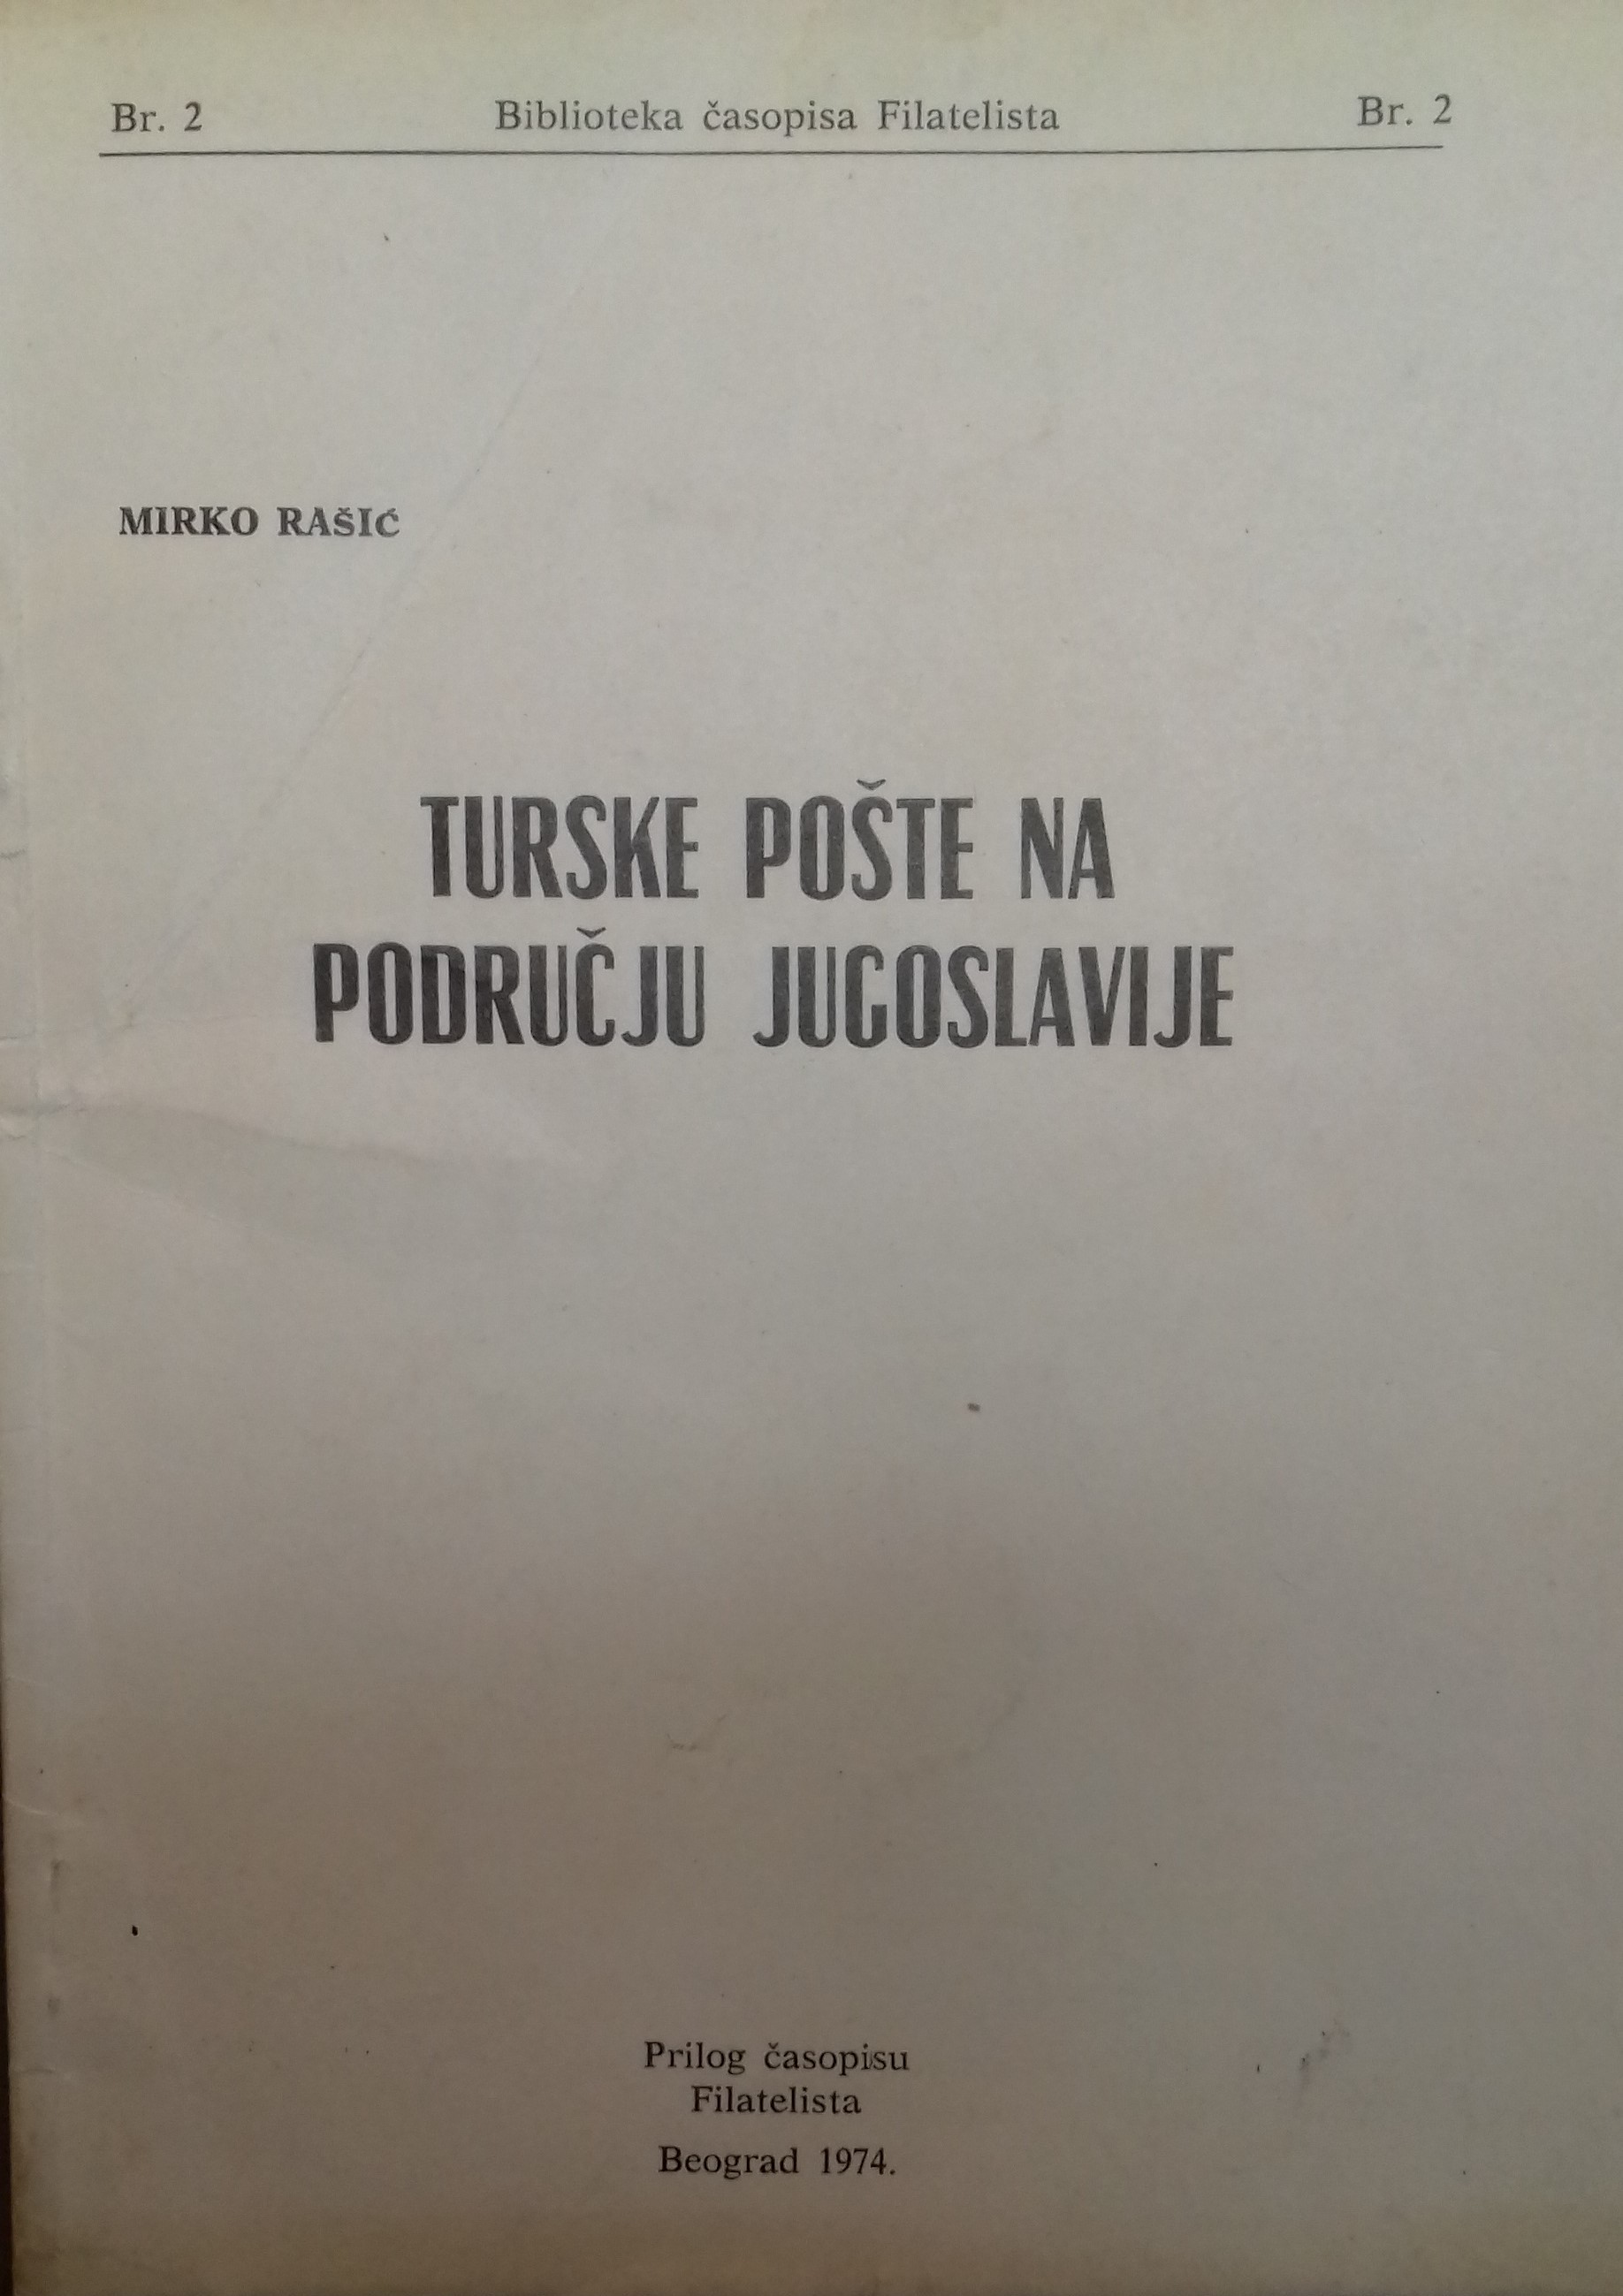 Br. 2 Biblioteka časopisa Filatelista Br. 2
MIRKO RAŠIĆ
TURSKE POŠTE NA
PODRUČJU JUGOSLAVIJE
Prilog časopisu
Filatelista
Beograd 1974.